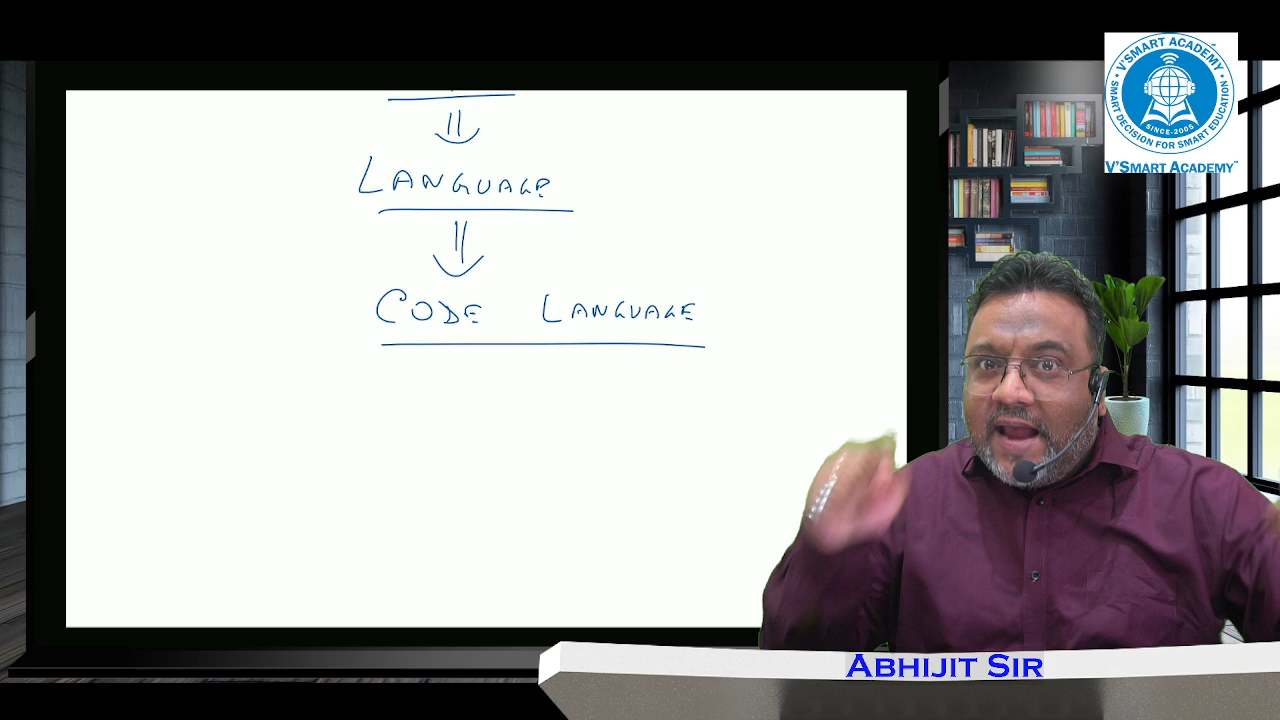 V'SMART ACADEMY
SMART DECISION FOR SMART EDUCATION
SINCE-2005
V'SMART ACADEMY™
LANGUAGE
CODE LANGUAGE
ABHIJIT SIR